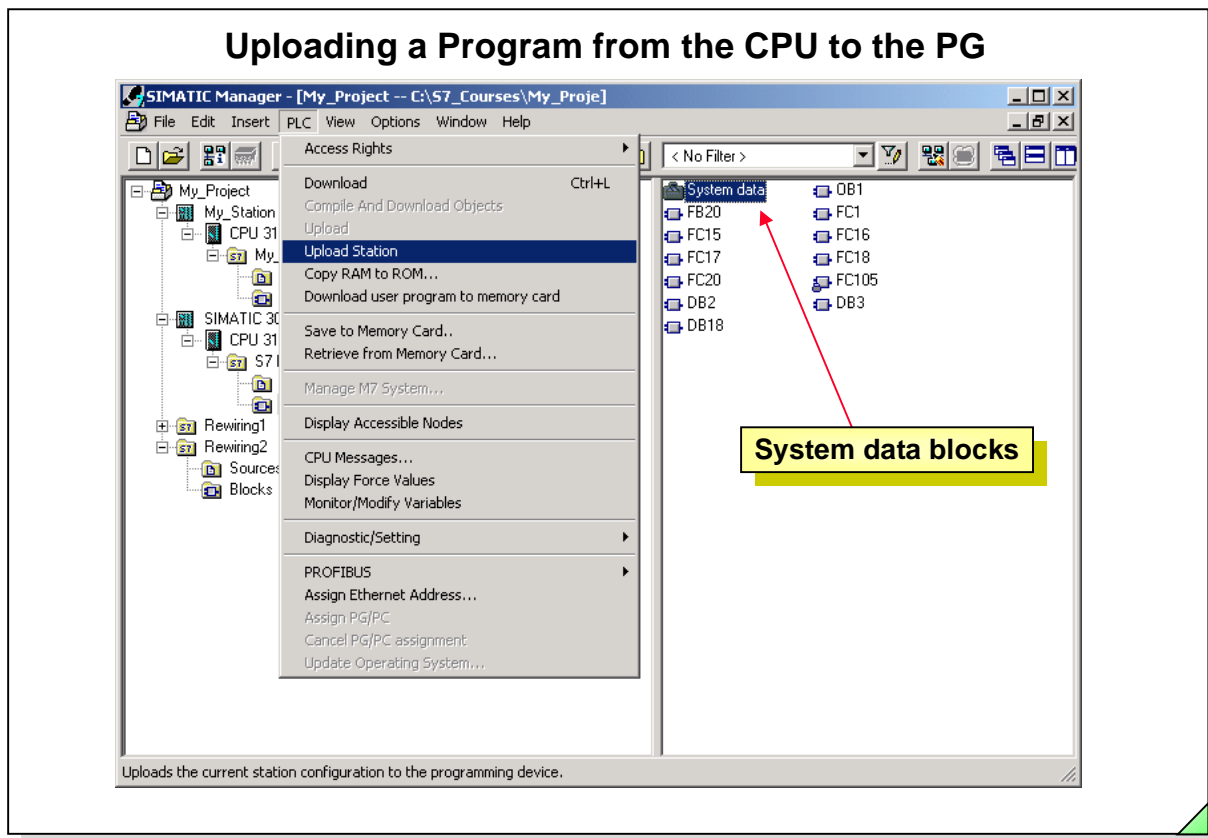 Uploading a Program from the CPU to the PG
SIMATIC Manager - [My_Project -- C:\S7_Courses\My_Proje]
File Edit Insert PLC View Options Window Help
< No Filter >
My_Project
My_Station
CPU 31
My_
SIMATIC 30
CPU 31
S7
Rewiring1
Rewiring2
Sources
Blocks
Access Rights
Download Ctrl+L
Compile And Download Objects
Upload
Upload Station
Copy RAM to ROM...
Download user program to memory card
Save to Memory Card..
Retrieve from Memory Card...
Manage M7 System...
Display Accessible Nodes
CPU Messages...
Display Force Values
Monitor/Modify Variables
Diagnostic/Setting
PROFIBUS
Assign Ethernet Address...
Assign PG/PC
Cancel PG/PC assignment
Update Operating System...
System data OB1
FB20 FC1
FC15 FC16
FC17 FC18
FC20 FC105
DB2 DB3
DB18
System data blocks
Uploads the current station configuration to the programming device.